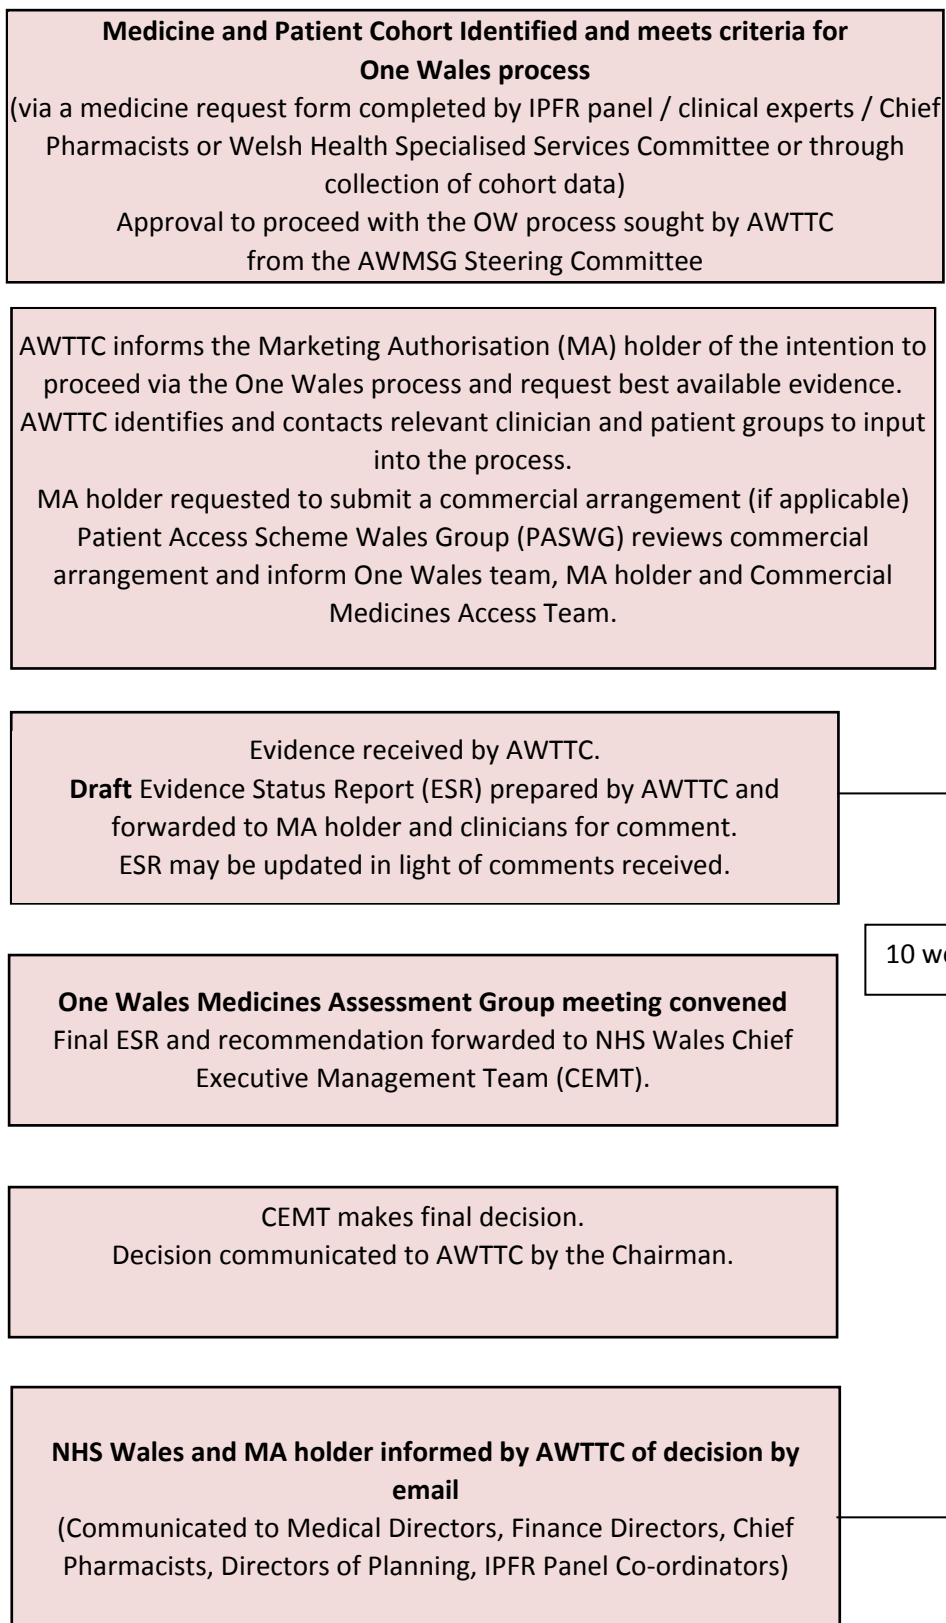 Medicine and Patient Cohort Identified and meets criteria for
One Wales process
(via a medicine request form completed by IPFR panel / clinical experts / Chief
Pharmacists or Welsh Health Specialised Services Committee or through
collection of cohort data)
Approval to proceed with the OW process sought by AWTTC
from the AWMSG Steering Committee
AWTTC informs the Marketing Authorisation (MA) holder of the intention to
proceed via the One Wales process and request best available evidence.
AWTTC identifies and contacts relevant clinician and patient groups to input
into the process.
MA holder requested to submit a commercial arrangement (if applicable)
Patient Access Scheme Wales Group (PASWG) reviews commercial
arrangement and inform One Wales team, MA holder and Commercial
Medicines Access Team.
Evidence received by AWTTC.
Draft Evidence Status Report (ESR) prepared by AWTTC and
forwarded to MA holder and clinicians for comment.
ESR may be updated in light of comments received.
10
One Wales Medicines Assessment Group meeting convened
Final ESR and recommendation forwarded to NHS Wales Chief
Executive Management Team (CEMT).
CEMT makes final decision.
Decision communicated to AWTTC by the Chairman.
NHS Wales and MA holder informed by AWTTC of decision by
email
(Communicated to Medical Directors, Finance Directors, Chief
Pharmacists, Directors of Planning, IPFR Panel Co-ordinators)